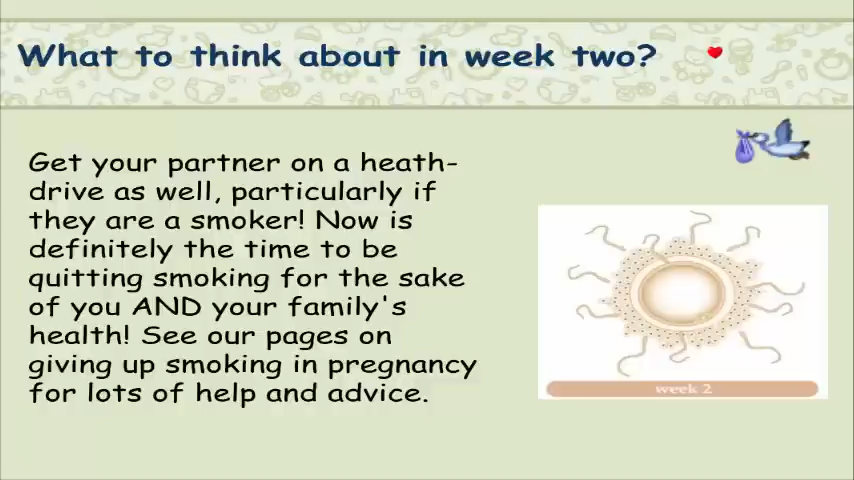 What to think about in week two?
Get your partner on a heath-
drive as well, particularly if
they are a smoker! Now is
definitely the time to be
quitting smoking for the sake
of you AND your family's
health! See our pages on
giving up smoking in pregnancy
for lots of help and advice.
week 2